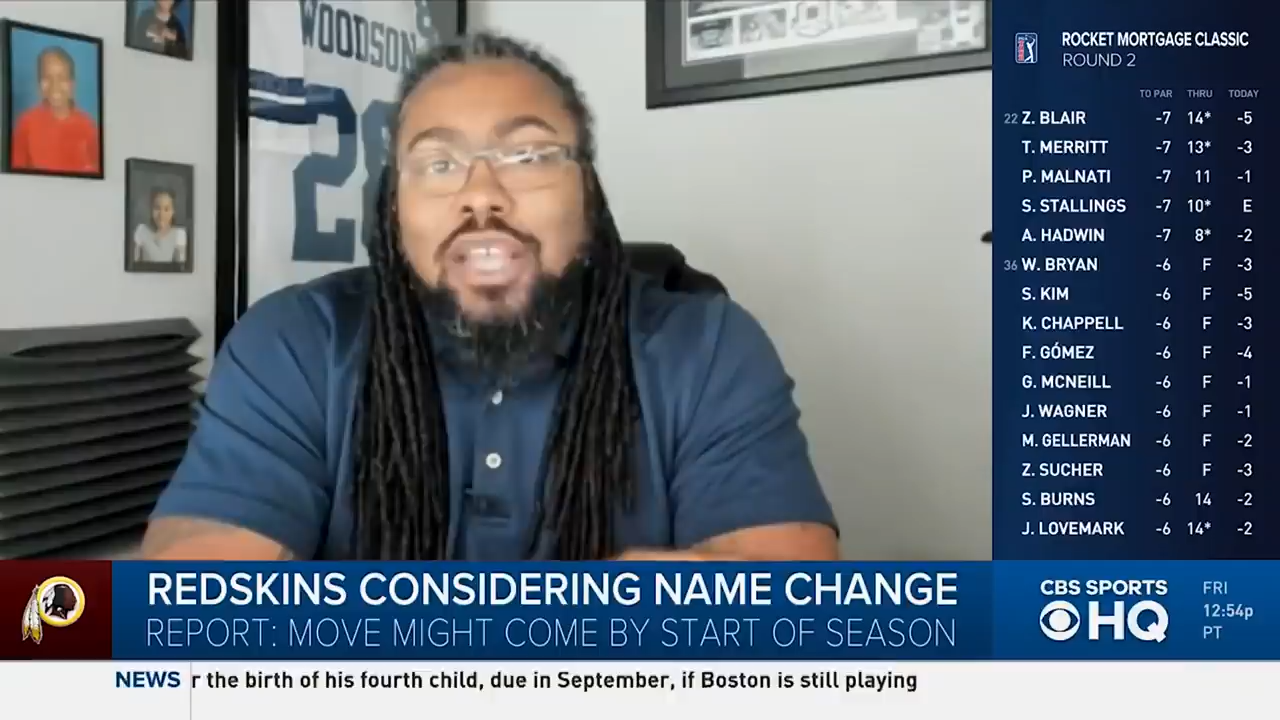 WOODSON
28
ROCKET MORTGAGE CLASSIC
ROUND 2
TO PAR THRU TODAY
22 Z. BLAIR -7 14* -5
T. MERRITT -7 13* -3
P. MALNATI -7 11 -1
S. STALLINGS -7 10* E
A. HADWIN -7 8* -2
36 W. BRYAN -6 F -3
S. KIM -6 F -5
K. CHAPPELL -6 F -3
F. GÓMEZ -6 F -4
G. MCNEILL -6 F -1
J. WAGNER -6 F -1
M. GELLERMAN -6 F -2
Z. SUCHER -6 F -3
S. BURNS -6 14 -2
J. LOVEMARK -6 14* -2
REDSKINS CONSIDERING NAME CHANGE
REPORT: MOVE MIGHT COME BY START OF SEASON
CBS SPORTS
HQ
FRI
12:54p
PT
NEWS r the birth of his fourth child, due in September, if Boston is still playing